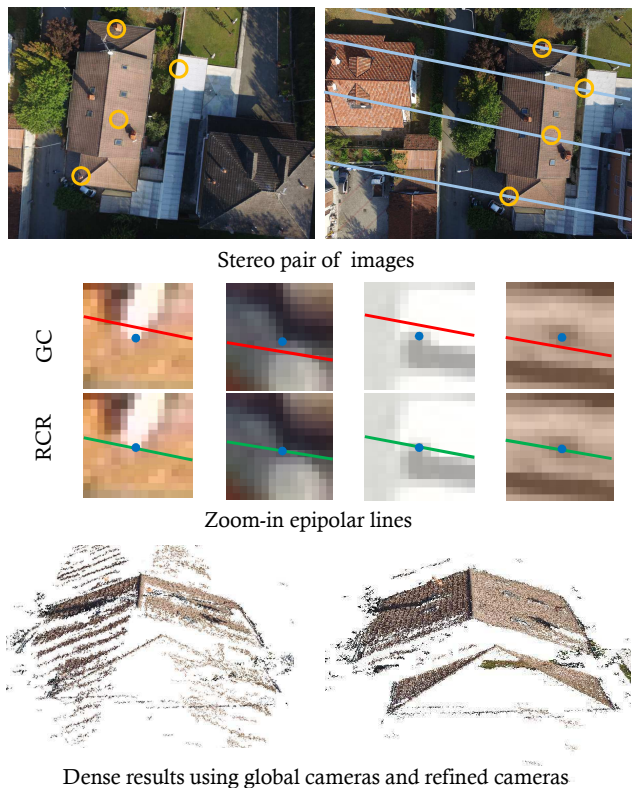 Stereo pair of images
GC
RCR
Zoom-in epipolar lines
Dense results using global cameras and refined cameras